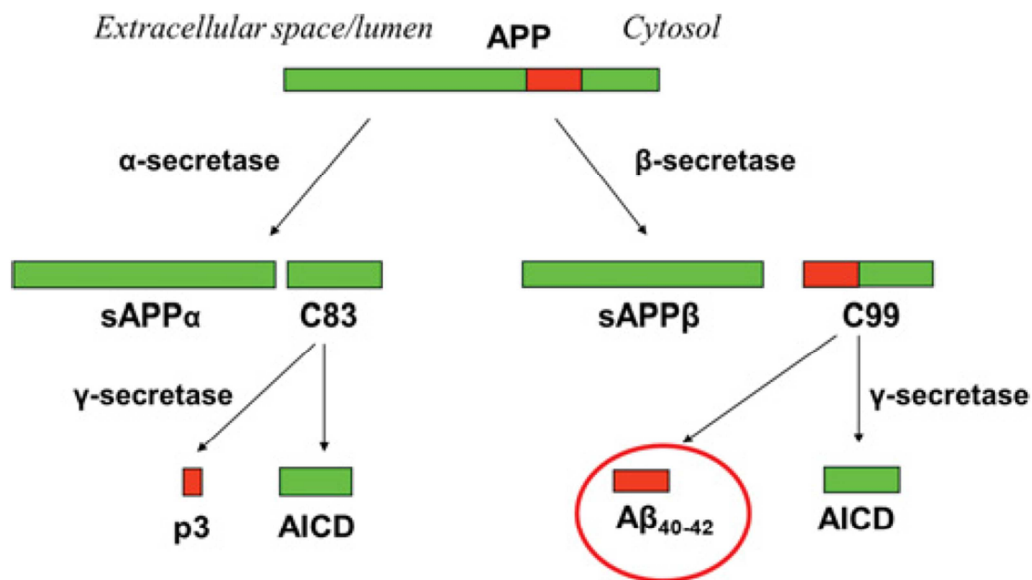 Extracellular space/lumen APP Cytosol
α-secretase β-secretase
sAPPα C83 sAPPβ C99
γ-secretase γ-secretase
p3 AICD Aβ40-42 AICD